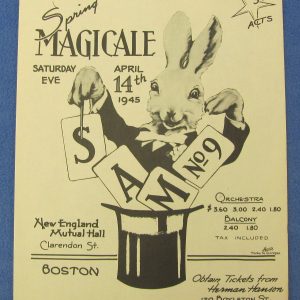 Spring
ACTS
MAGICALE
SATURDAY EVE
APRIL 14th 1945
S A M No 9
ORCHESTRA
$3.60 3.00 2.40 1.80
BALCONY
2.40 1.80
TAX INCLUDED
New England
Mutual Hall
Clarendon St.
BOSTON
Obtain Tickets from
Herman Hanson